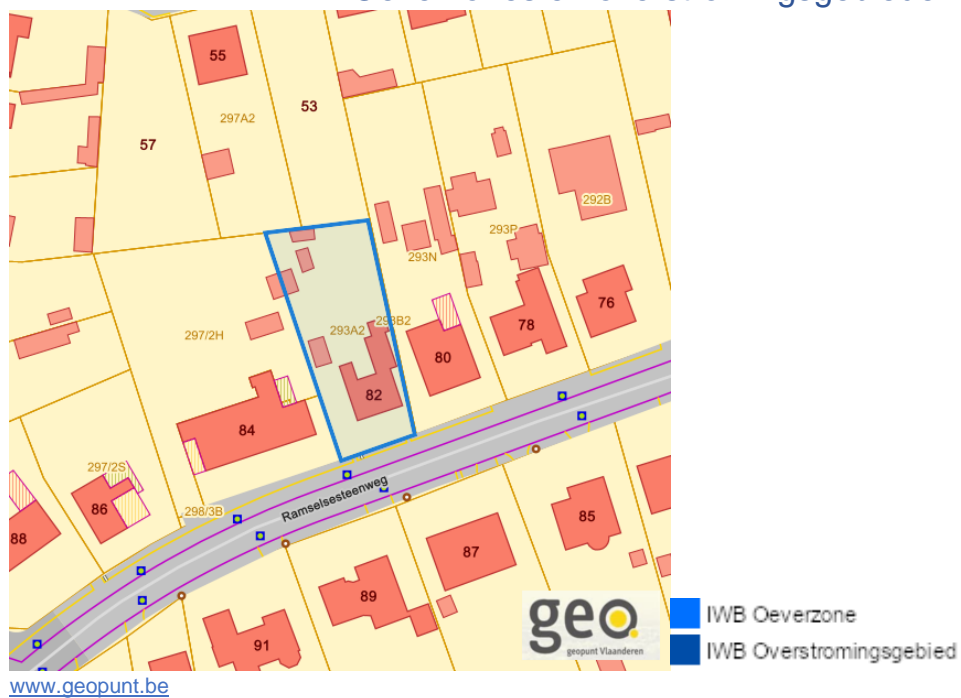 55
297A2
53
57
292B
293P
293N
76
297/2H
293A2
293B2
78
80
82
84
297/2S
Ramselsesteenweg
86
298/3B
88
85
87
89
91
geo
geopunt Vlaanderen
IWB Oeverzone
IWB Overstromingsgebied
www.geopunt.be